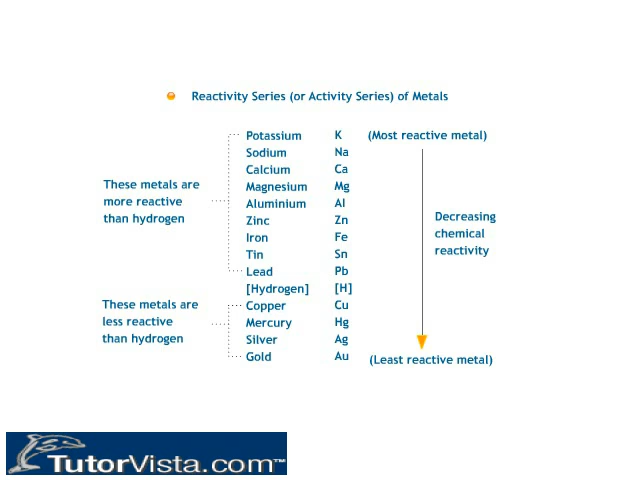 Reactivity Series (or Activity Series) of Metals
Potassium K (Most reactive metal)
Sodium Na
Calcium Ca
These metals are
more reactive
than hydrogen
Magnesium Mg
Aluminium Al
Zinc Zn
Iron Fe
Tin Sn
Lead Pb
Decreasing
chemical
reactivity
[Hydrogen] [H]
These metals are
less reactive
than hydrogen
Copper Cu
Mercury Hg
Silver Ag
Gold Au
(Least reactive metal)
TutorVista.com™